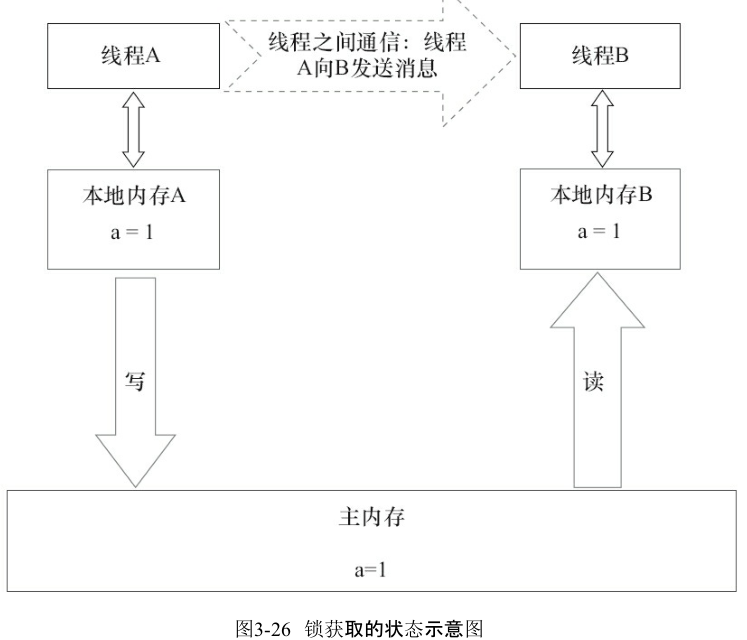 线程A
线程之间通信：线程
A向B发送消息
线程B
本地内存A
a = 1
本地内存B
a = 1
写
读
主内存
a=1
图3-26 锁获取的状态示意图